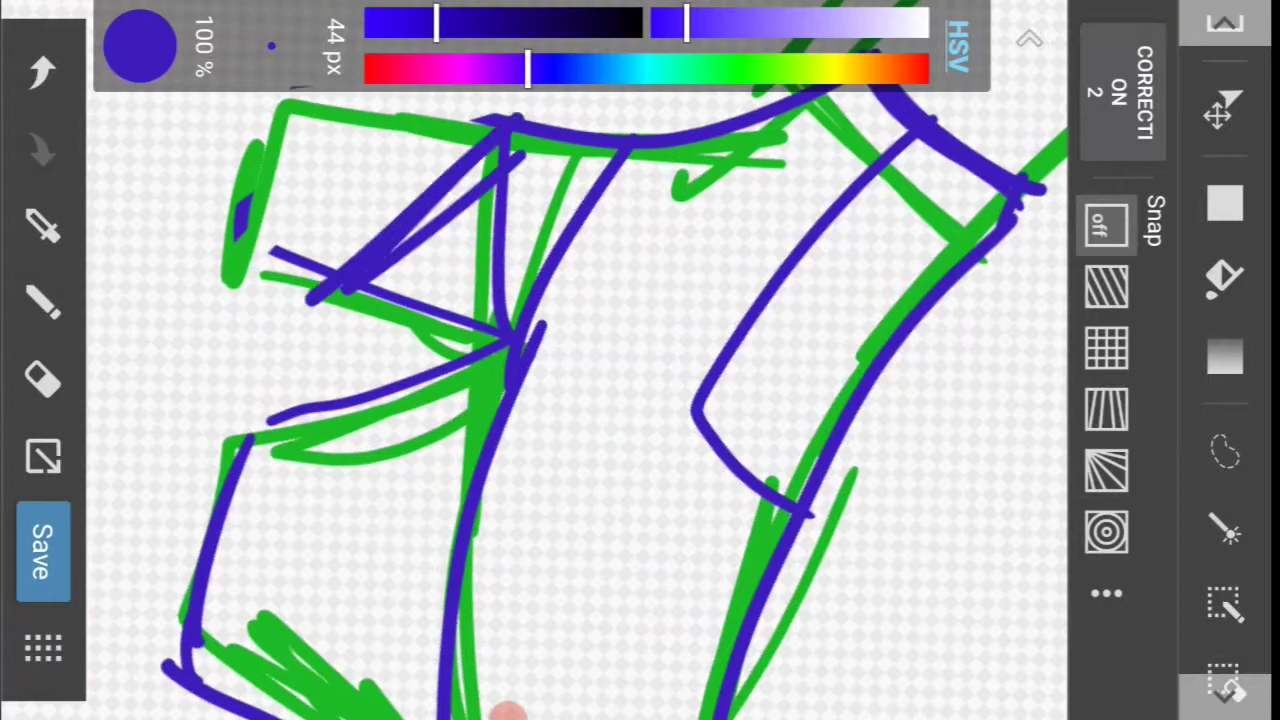 HSV
44 px
100 %
CORRECTI
ON
2
Snap
off
Save